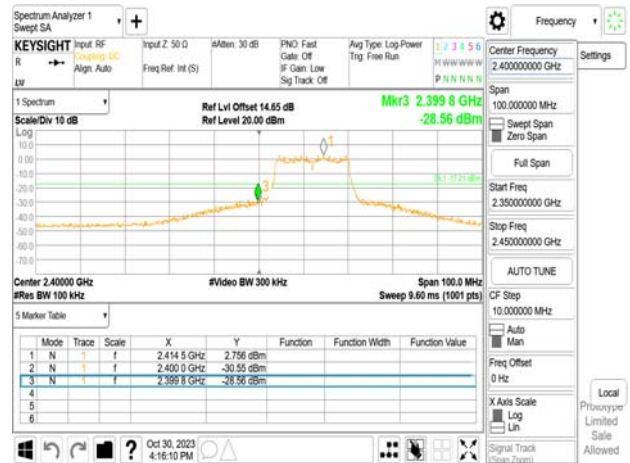 Spectrum Analyzer 1
Swept SA
Frequency
KEYSIGHT
R
Input: RF
Coupling: DC
Align: Auto
Input Z: 50 Ω
Freq Ref: Int (S)
#Atten: 30 dB
PNO: Fast
Gate: Off
IF Gain: Low
Sig Track: Off
Avg Type: Log-Power
Trig: Free Run
1 2 3 4 5 6
M W W W W W
P N N N N N
1 Spectrum
Scale/Div 10 dB
Ref Lvl Offset 14.65 dB
Ref Level 20.00 dBm
Mkr3 2.399 8 GHz
-28.56 dBm
Log
10.0
0.00
-10.0
-20.0
-30.0
-40.0
-50.0
-60.0
-70.0
1
3
Center 2.40000 GHz
#Res BW 100 kHz
#Video BW 300 kHz
Span 100.0 MHz
Sweep 9.60 ms (1001 pts)
5 Marker Table
Mode Trace Scale X Y Function Function Width Function Value
1 N 1 f 2.414 5 GHz 2.756 dBm
2 N 1 f 2.400 0 GHz -30.55 dBm
3 N 1 f 2.399 8 GHz -28.56 dBm
4
5
6
Oct 30, 2023
4:16:10 PM
?
Center Frequency
2.400000000 GHz
Settings
Span
100.000000 MHz
Swept Span
Zero Span
Full Span
Start Freq
2.350000000 GHz
Stop Freq
2.450000000 GHz
AUTO TUNE
CF Step
10.000000 MHz
Auto
Man
Freq Offset
0 Hz
X Axis Scale
Log
Lin
Signal Track
(Span Zoom)
Local
Prototype
Limited
Sale
Allowed